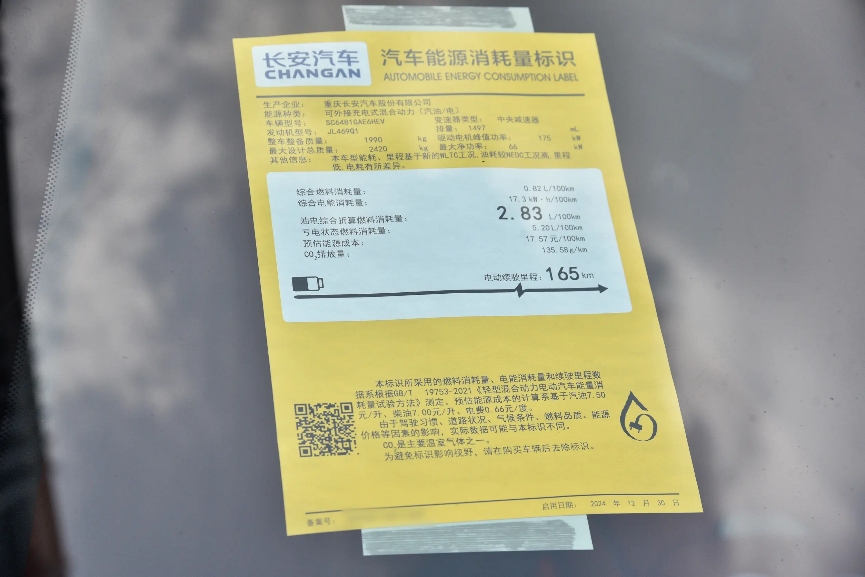 长安汽车
CHANGAN
汽车能源消耗量标识
AUTOMOBILE ENERGY CONSUMPTION LABEL
生产企业： 重庆长安汽车股份有限公司
能源种类： 可外接充电式混合动力（汽油/电）
车辆型号： SC6481GAE6HEV 变速器类型： 中央减速器
发动机型号： JL469Q1 排量： 1497 mL
整车整备质量： 1990 kg 驱动电机峰值功率： 175 kW
最大设计总质量： 2420 kg 最大净功率： 66 kW
其他信息： 本车型能耗、里程基于新的WLTC工况,油耗较NEDC工况高,里程
低,电耗有所差异。
综合燃料消耗量： 0.82 L/100km
综合电能消耗量： 17.3 kW·h/100km
油电综合折算燃料消耗量： 2.83 L/100km
亏电状态燃料消耗量： 5.20 L/100km
预估能源成本： 17.57 元/100km
CO₂排放量： 135.58 g/km
电动续驶里程: 165 km
本标识所采用的燃料消耗量、电能消耗量和续驶里程数
据系根据GB/T 19753-2021《轻型混合动力电动汽车能量消
耗量试验方法》测定。预估能源成本的计算系基于汽油7.50
元/升、柴油7.00元/升、电费0.66元/度。
由于驾驶习惯、道路状况、气候条件、燃料品质、能源
价格等因素的影响，实际数据可能与本标识不同。
CO₂是主要温室气体之一。
为避免标识影响视野，请在购买车辆后去除标识。
备案号： 启用日期： 2024 年 12 月 30 日